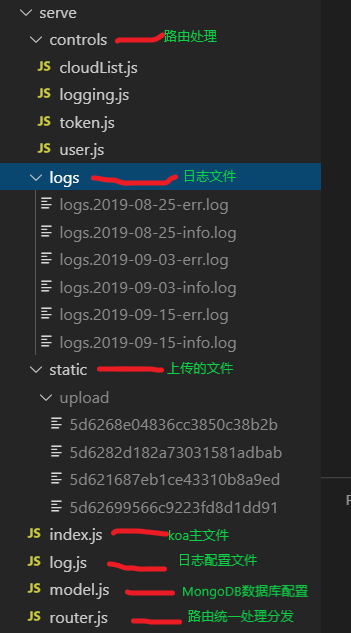 serve
controls 路由处理
JS cloudList.js
JS logging.js
JS token.js
JS user.js
logs 日志文件
logs.2019-08-25-err.log
logs.2019-08-25-info.log
logs.2019-09-03-err.log
logs.2019-09-03-info.log
logs.2019-09-15-err.log
logs.2019-09-15-info.log
static 上传的文件
upload
5d6268e04836cc3850c38b2b
5d6282d182a73031581adbab
5d621687eb1ce43310b8a9ed
5d62699566c9223fd8d1dd91
JS index.js koa主文件
JS log.js 日志配置文件
JS model.js MongoDB数据库配置
JS router.js 路由统一处理分发